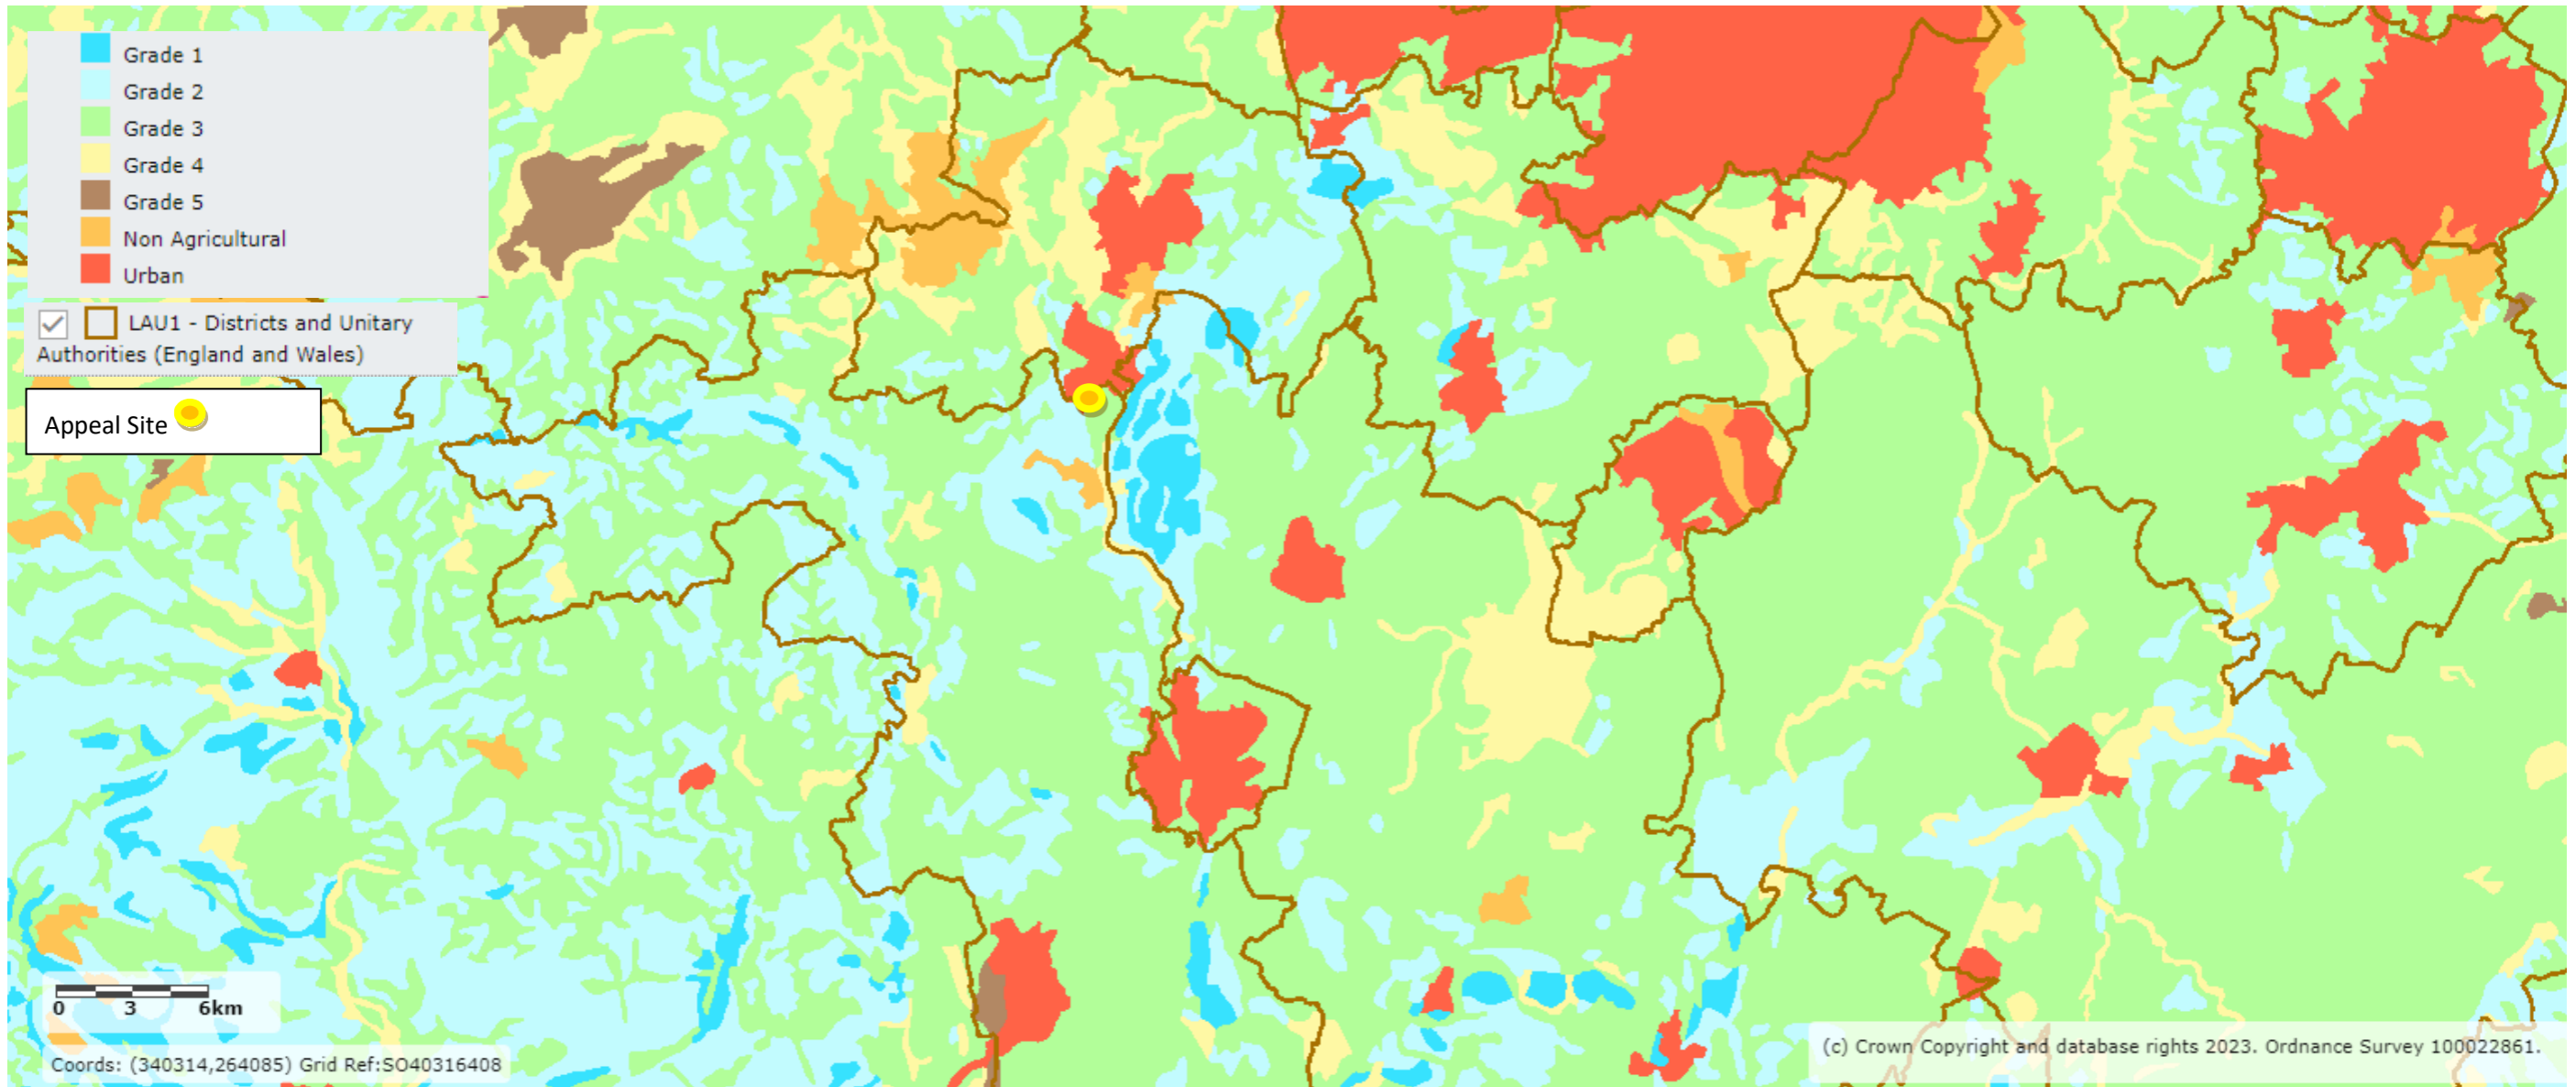 Grade 1
Grade 2
Grade 3
Grade 4
Grade 5
Non Agricultural
Urban
LAU1 - Districts and Unitary
Authorities (England and Wales)
Appeal Site
0 3 6km
Coords: (340314,264085) Grid Ref:SO40316408
(c) Crown Copyright and database rights 2023. Ordnance Survey 100022861.